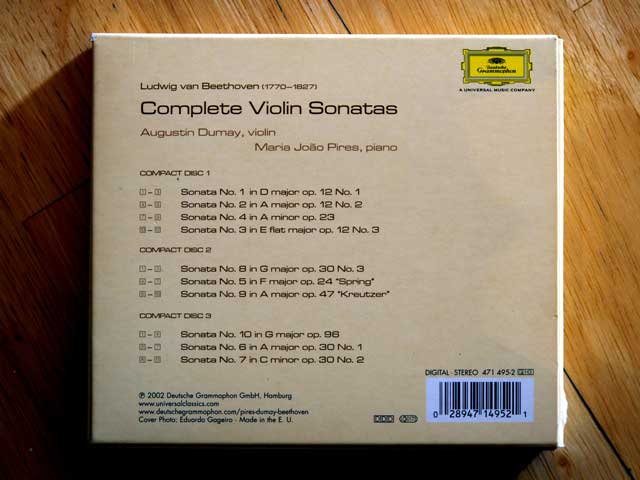 Deutsche
Grammophon
A UNIVERSAL MUSIC COMPANY
Ludwig van Beethoven (1770–1827)
Complete Violin Sonatas
Augustin Dumay, violin
Maria João Pires, piano
COMPACT DISC 1
Sonata No. 1 in D major op. 12 No. 1
Sonata No. 2 in A major op. 12 No. 2
Sonata No. 4 in A minor op. 23
Sonata No. 3 in E flat major op. 12 No. 3
COMPACT DISC 2
Sonata No. 8 in G major op. 30 No. 3
Sonata No. 5 in F major op. 24 "Spring"
Sonata No. 9 in A major op. 47 "Kreutzer"
COMPACT DISC 3
Sonata No. 10 in G major op. 96
Sonata No. 6 in A major op. 30 No. 1
Sonata No. 7 in C minor op. 30 No. 2
DIGITAL · STEREO 471 495-2
0 28947 14952 1
℗ 2002 Deutsche Grammophon GmbH, Hamburg
www.universalclassics.com
www.deutschegrammophon.com/pires-dumay-beethoven
Cover Photo: Eduardo Gageiro · Made in the E. U.